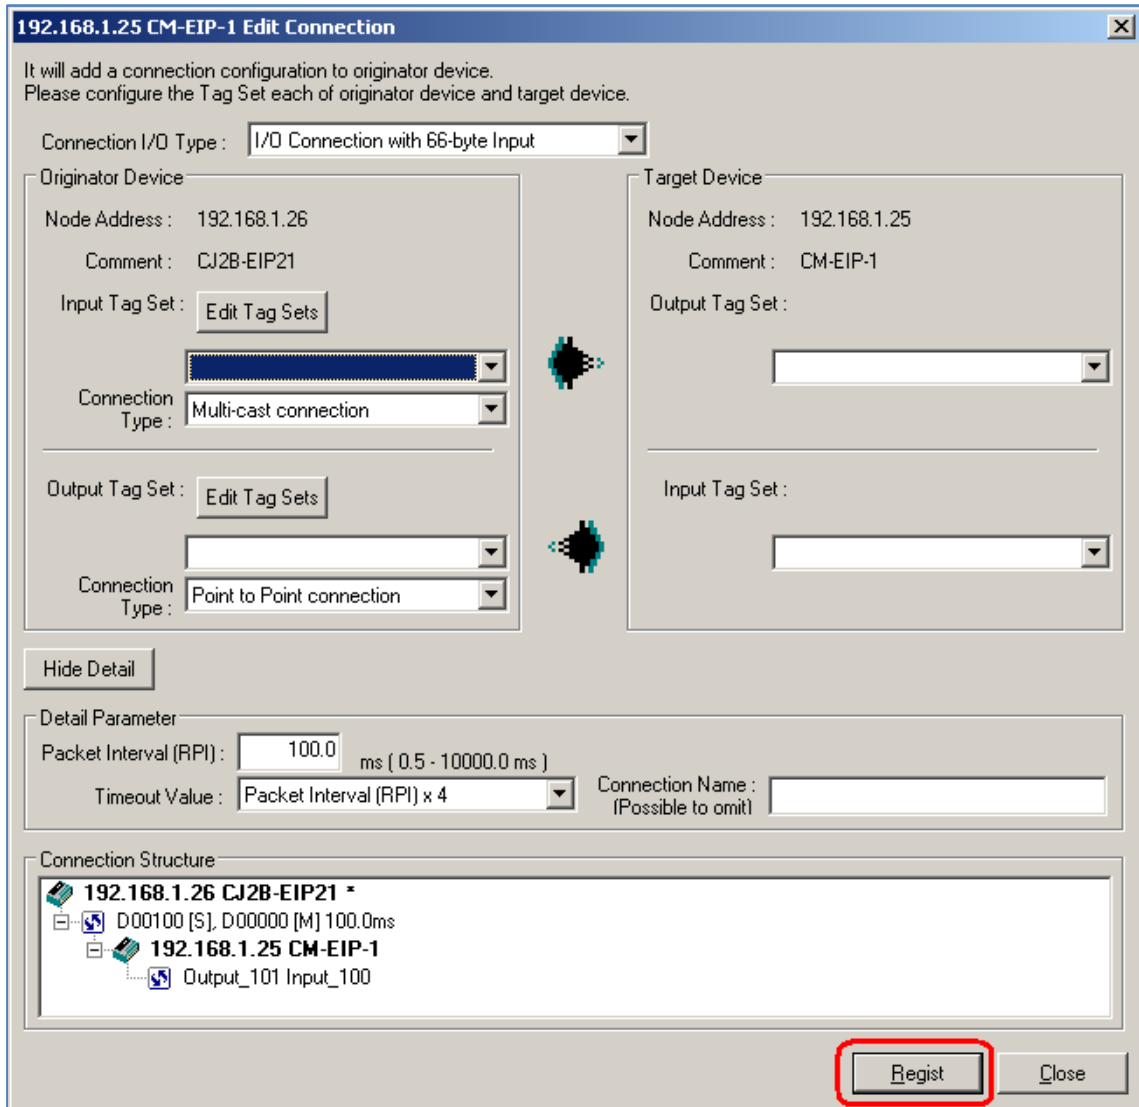 192.168.1.25 CM-EIP-1 Edit Connection
It will add a connection configuration to originator device.
Please configure the Tag Set each of originator device and target device.
Connection I/O Type : I/O Connection with 66-byte Input
Originator Device
Node Address : 192.168.1.26
Comment : CJ2B-EIP21
Input Tag Set : Edit Tag Sets
Connection
Type : Multi-cast connection
Output Tag Set : Edit Tag Sets
Connection
Type : Point to Point connection
Target Device
Node Address : 192.168.1.25
Comment : CM-EIP-1
Output Tag Set :
Input Tag Set :
Hide Detail
Detail Parameter
Packet Interval (RPI) : 100.0 ms ( 0.5 - 10000.0 ms )
Timeout Value : Packet Interval (RPI) x 4
Connection Name :
(Possible to omit)
Connection Structure
192.168.1.26 CJ2B-EIP21 *
D00100 [S], D00000 [M] 100.0ms
192.168.1.25 CM-EIP-1
Output_101 Input_100
Regist Close